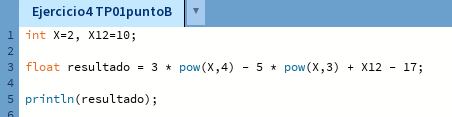 Ejercicio4 TP01puntoB ▼
1 int X=2, X12=10;
2
3 float resultado = 3 * pow(X,4) - 5 * pow(X,3) + X12 - 17;
4
5 println(resultado);
6